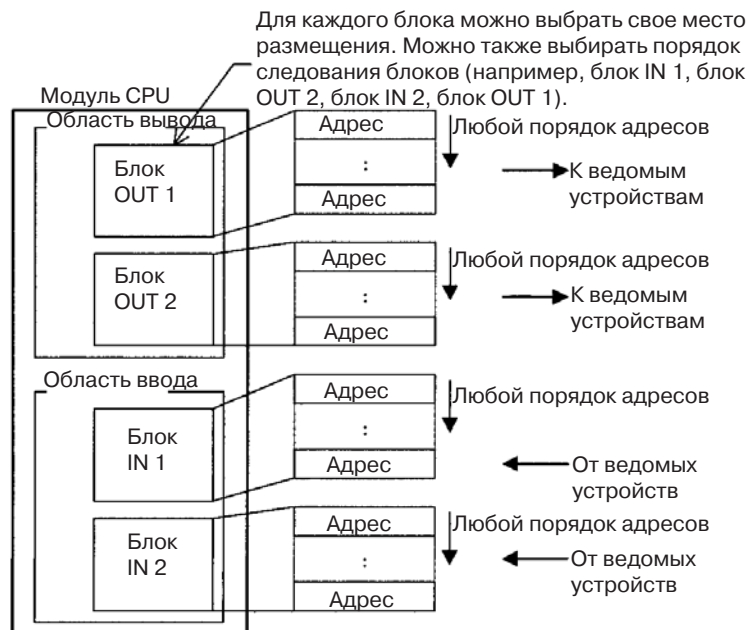 Для каждого блока можно выбрать свое место
размещения. Можно также выбирать порядок
следования блоков (например, блок IN 1, блок
OUT 2, блок IN 2, блок OUT 1).
Модуль CPU
Область вывода
Блок
OUT 1
Адрес
:
Адрес
Любой порядок адресов
К ведомым
устройствам
Блок
OUT 2
Адрес
:
Адрес
Любой порядок адресов
К ведомым
устройствам
Область ввода
Блок
IN 1
Адрес
:
Адрес
Любой порядок адресов
От ведомых
устройств
Блок
IN 2
Адрес
:
Адрес
Любой порядок адресов
От ведомых
устройств